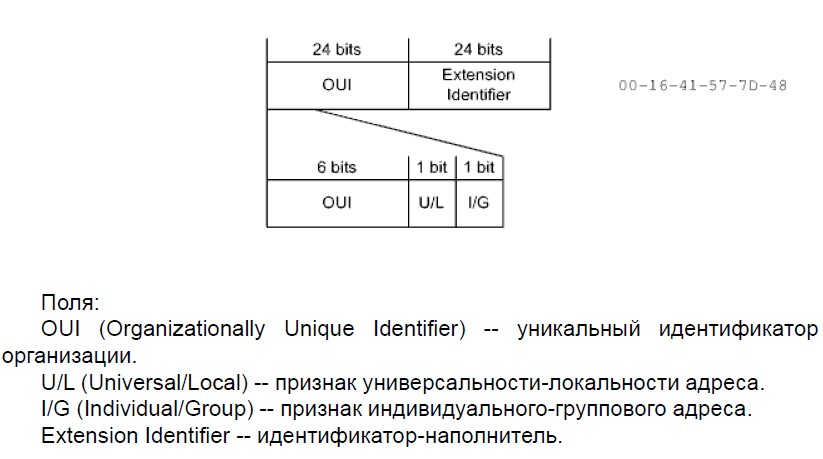 24 bits 24 bits
OUI Extension Identifier
00-16-41-57-7D-48
6 bits 1 bit 1 bit
OUI U/L I/G
Поля:
OUI (Organizationally Unique Identifier) -- уникальный идентификатор
организации.
U/L (Universal/Local) -- признак универсальности-локальности адреса.
I/G (Individual/Group) -- признак индивидуального-группового адреса.
Extension Identifier -- идентификатор-наполнитель.